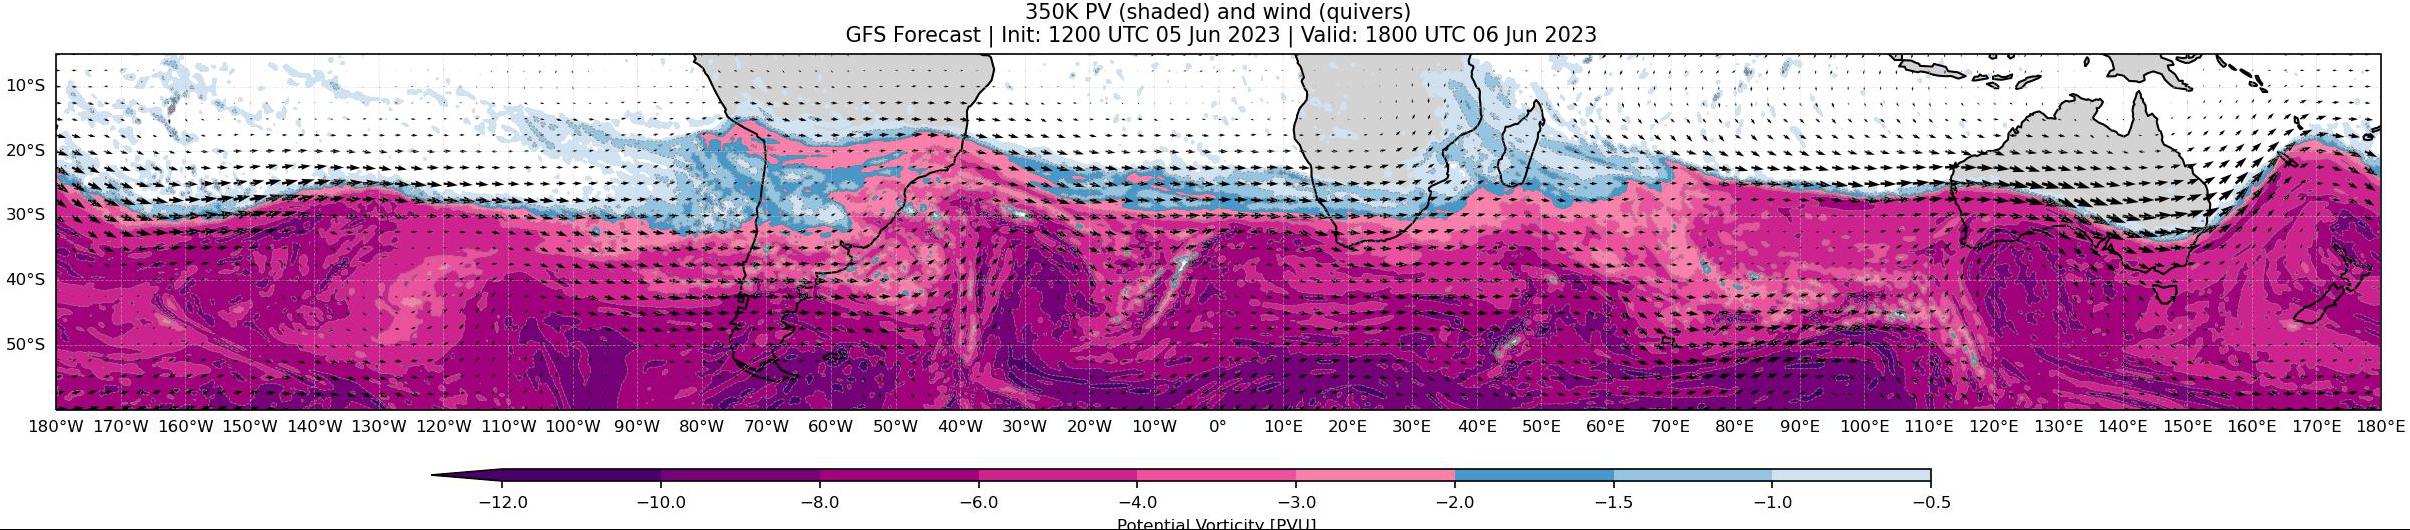 350K PV (shaded) and wind (quivers)
GFS Forecast | Init: 1200 UTC 05 Jun 2023 | Valid: 1800 UTC 06 Jun 2023
10°S
20°S
30°S
40°S
50°S
180°W 170°W 160°W 150°W 140°W 130°W 120°W 110°W 100°W 90°W 80°W 70°W 60°W 50°W 40°W 30°W 20°W 10°W 0° 10°E 20°E 30°E 40°E 50°E 60°E 70°E 80°E 90°E 100°E 110°E 120°E 130°E 140°E 150°E 160°E 170°E 180°E
−12.0 −10.0 −8.0 −6.0 −4.0 −3.0 −2.0 −1.5 −1.0 −0.5
Potential Vorticity [PVU]